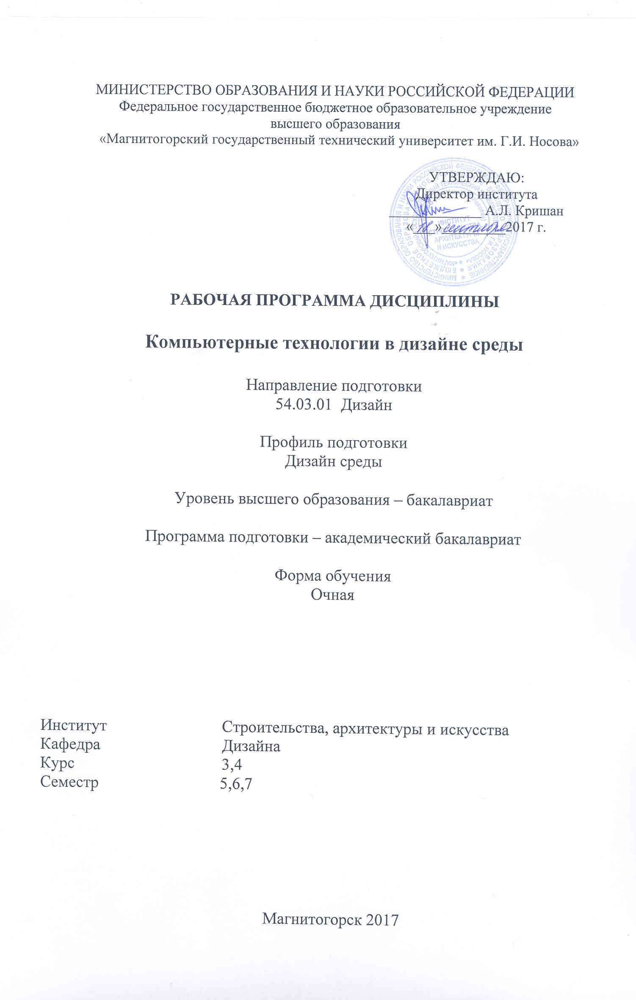 МИНИСТЕРСТВО ОБРАЗОВАНИЯ И НАУКИ РОССИЙСКОЙ ФЕДЕРАЦИИ
Федеральное государственное бюджетное образовательное учреждение
высшего образования
«Магнитогорский государственный технический университет им. Г.И. Носова»
УТВЕРЖДАЮ:
Директор института
А.Л. Кришан
«___» сентября 2017 г.
ИНСТИТУТ
СТРОИТЕЛЬСТВА
АРХИТЕКТУРЫ
И ИСКУССТВА
РАБОЧАЯ ПРОГРАММА ДИСЦИПЛИНЫ
Компьютерные технологии в дизайне среды
Направление подготовки
54.03.01 Дизайн
Профиль подготовки
Дизайн среды
Уровень высшего образования – бакалавриат
Программа подготовки – академический бакалавриат
Форма обучения
Очная
Институт Строительства, архитектуры и искусства
Кафедра Дизайна
Курс 3,4
Семестр 5,6,7
Магнитогорск 2017